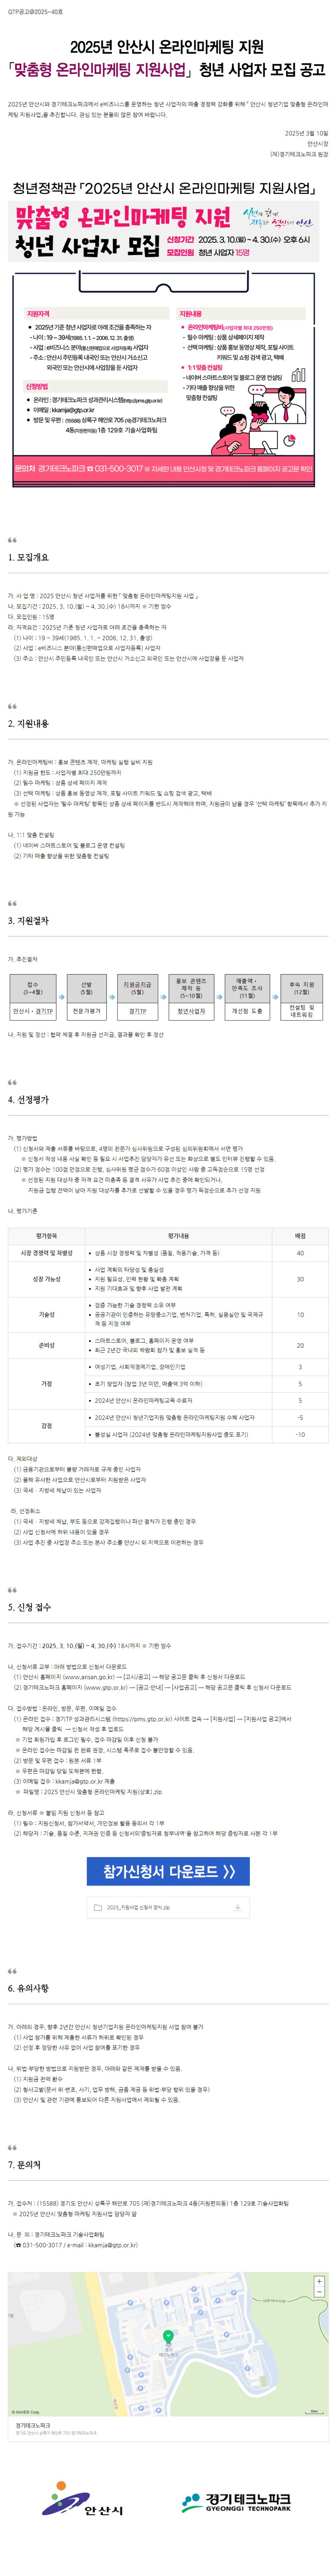 GTP공고@2025-40호
2025년 안산시 온라인마케팅 지원
「맞춤형 온라인마케팅 지원사업」 청년 사업자 모집 공고
2025년 안산시와 경기테크노파크에서 e비즈니스를 운영하는 청년 사업자의 매출 경쟁력 강화를 위해 「 안산시 청년기업 맞춤형 온라인마
케팅 지원사업」을 추진합니다. 관심 있는 분들의 많은 참여 바랍니다.
2025년 3월 10일
안산시장
(재)경기테크노파크 원장
청년정책관 「2025년 안산시 온라인마케팅 지원사업」
맞춤형 온라인마케팅 지원
청년 사업자 모집
신청기간 2025. 3. 10.(월) ~ 4. 30.(수) 오후 6시
모집인원 청년 사업자 15명
지원자격
● 2025년 기준 청년 사업자로 아래 조건을 충족하는 자
- 나이 : 19 ~ 39세(1985. 1. 1. ~ 2006. 12. 31. 출생)
- 사업 : e비즈니스 분야(통신판매업으로 사업자등록) 사업자
- 주소 : 안산시 주민등록 내국인 또는 안산시 거소신고
외국인 또는 안산시에 사업장을 둔 사업자
신청방법
● 온라인 : 경기테크노파크 성과관리시스템(https://pms.gtp.or.kr)
● 이메일 : kkamja@gtp.or.kr
● 방문 및 우편 : (15588) 상록구 해안로 705 (재)경기테크노파크
4동(지원편의동) 1층 129호 기술사업화팀
지원내용
● 온라인마케팅비(사업자별 최대 250만원)
- 필수 마케팅 : 상품 상세페이지 제작
- 선택 마케팅 : 상품 홍보 동영상 제작, 포털 사이트
키워드 및 쇼핑 검색 광고, 택배
● 1:1 맞춤 컨설팅
- 네이버 스마트스토어 및 블로그 운영 컨설팅
- 기타 매출 향상을 위한
맞춤형 컨설팅
문의처 경기테크노파크 ☎ 031-500-3017 ※ 자세한 내용 안산시청 및 경기테크노파크 홈페이지 공고문 확인
1. 모집개요
가. 사 업 명 : 2025 안산시 청년 사업자를 위한 「 맞춤형 온라인마케팅지원 사업 」
나. 모집기간 : 2025. 3. 10.(월) ~ 4. 30.(수) 18시까지 ※ 기한 엄수
다. 모집인원 : 15명
라. 자격요건 : 2025년 기준 청년 사업자로 아래 조건을 충족하는 자
(1) 나이 : 19 ~ 39세(1985. 1. 1. ~ 2006. 12. 31. 출생)
(2) 사업 : e비즈니스 분야(통신판매업으로 사업자등록) 사업자
(3) 주소 : 안산시 주민등록 내국인 또는 안산시 거소신고 외국인 또는 안산시에 사업장을 둔 사업자
2. 지원내용
가. 온라인마케팅비 : 홍보 콘텐츠 제작, 마케팅 실행 실비 지원
(1) 지원금 한도 : 사업자별 최대 250만원까지
(2) 필수 마케팅 : 상품 상세 페이지 제작
(3) 선택 마케팅 : 상품 홍보 동영상 제작, 포털 사이트 키워드 및 쇼핑 검색 광고, 택배
※ 선정된 사업자는 '필수 마케팅' 항목인 상품 상세 페이지를 반드시 제작해야 하며, 지원금이 남을 경우 '선택 마케팅' 항목에서 추가 지
원 가능
나. 1:1 맞춤 컨설팅
(1) 네이버 스마트스토어 및 블로그 운영 컨설팅
(2) 기타 매출 향상을 위한 맞춤형 컨설팅
3. 지원절차
가. 추진절차
접수 (3~4월) 선발 (5월) 지원금지급 (5월) 홍보 콘텐츠 제작 등 (5~10월) 매출액・만족도 조사 (11월) 후속 지원 (12월)
안산시・경기TP 전문가평가 경기TP 청년사업자 개선점 도출 컨설팅 및 네트워킹
나. 지원 및 정산 : 협약 체결 후 지원금 선지급, 결과물 확인 후 정산
4. 선정평가
가. 평가방법
(1) 신청서와 제출 서류를 바탕으로, 4명의 전문가 심사위원으로 구성된 심의위원회에서 서면 평가
※ 신청서 작성 내용 사실 확인 등 필요 시 사업추진 담당자가 유선 또는 화상으로 별도 인터뷰 진행할 수 있음.
(2) 평가 점수는 100점 만점으로 진행, 심사위원 평균 점수가 60점 이상인 사람 중 고득점순으로 15명 선정
※ 선정된 지원 대상자 중 자격 요건 미충족 등 결격 사유가 사업 추진 중에 확인되거나,
지원금 집행 잔액이 남아 지원 대상자를 추가로 선발할 수 있을 경우 평가 득점순으로 추가 선정 지원
나. 평가기준
평가항목 평가내용 배점
시장 경쟁력 및 차별성 • 상품 시장 경쟁력 및 차별성 (품질, 적용기술, 가격 등) 40
성장 가능성 • 사업 계획의 타당성 및 충실성
• 지원 필요성, 인력 현황 및 확충 계획 30
• 지원 기대효과 및 향후 사업 발전 계획
기술성 • 검증 가능한 기술 경쟁력 소유 여부
• 공공기관이 인증하는 유망중소기업, 벤처기업, 특허, 실용실안 및 국제규 10
격 등 지정 여부
준비성 • 스마트스토어, 블로그, 홈페이지 운영 여부 20
• 최근 2년간 국내외 박람회 참가 및 홍보 실적 등
가점 • 여성기업, 사회적경제기업, 장애인기업 3
• 초기 창업자 (창업 3년 미만, 매출액 3억 이하) 5
• 2024년 안산시 온라인마케팅교육 수료자 5
감점 • 2024년 안산시 청년기업지원 맞춤형 온라인마케팅지원 수혜 사업자 -5
• 불성실 사업자 (2024년 맞춤형 온라인마케팅지원사업 중도 포기) -10
다. 제외대상
(1) 금융기관으로부터 불량 거래자로 규제 중인 사업자
(2) 올해 유사한 사업으로 안산시로부터 지원받은 사업자
(3) 국세・지방세 체납이 있는 사업자
라. 선정취소
(1) 국세・지방세 체납, 부도 등으로 강제집행이나 파산 절차가 진행 중인 경우
(2) 사업 신청서에 허위 내용이 있을 경우
(3) 사업 추진 중 사업장 주소 또는 본사 주소를 안산시 외 지역으로 이전하는 경우
5. 신청 접수
가. 접수기간 : 2025. 3. 10.(월) ~ 4. 30.(수) 18시까지 ※ 기한 엄수
나. 신청서류 교부 : 아래 방법으로 신청서 다운로드
(1) 안산시 홈페이지 (www.ansan.go.kr) → [고시/공고] → 해당 공고문 클릭 후 신청서 다운로드
(2) 경기테크노파크 홈페이지 (www.gtp.or.kr) → [공고·안내] → [사업공고] → 해당 공고문 클릭 후 신청서 다운로드
다. 접수방법 : 온라인, 방문, 우편, 이메일 접수
(1) 온라인 접수 : 경기TP 성과관리시스템 (https://pms.gtp.or.kr) 사이트 접속 → [지원사업] → [지원사업 공고]에서
해당 게시물 클릭 → 신청서 작성 후 업로드
※ 기업 회원가입 후 로그인 필수, 접수 마감일 이후 신청 불가
※ 온라인 접수는 마감일 전 완료 권장, 시스템 폭주로 접수 불안정할 수 있음.
(2) 방문 및 우편 접수 : 원본 서류 1부
※ 우편은 마감일 당일 도착분에 한함.
(3) 이메일 접수 : kkamja@gtp.or.kr 제출
※ 파일명 : 2025 안산시 맞춤형 온라인마케팅 지원(상호).zip
라. 신청서류 ※ 붙임 지원 신청서 등 참고
(1) 필수 : 지원신청서, 참가서약서, 개인정보 활용 동의서 각 1부
(2) 해당자 : 기술, 품질 수준, 지재권 인증 등 신청서의'증빙자료 첨부내역'을 참고하여 해당 증빙자료 사본 각 1부
참가신청서 다운로드 >>
2025_지원사업 신청서 양식.zip
6. 유의사항
가. 아래의 경우, 향후 2년간 안산시 청년기업지원 온라인마케팅지원 사업 참여 불가
(1) 사업 참가를 위해 제출한 서류가 허위로 확인된 경우
(2) 선정 후 정당한 사유 없이 사업 참여를 포기한 경우
나. 위법·부당한 방법으로 지원받은 경우, 아래와 같은 제재를 받을 수 있음.
(1) 지원금 전액 환수
(2) 형사고발(문서 위·변조, 사기, 업무 방해, 금품 제공 등 위법·부당 행위 있을 경우)
(3) 안산시 및 관련 기관에 통보되어 다른 지원사업에서 제외될 수 있음.
7. 문의처
가. 접수처 : (15588) 경기도 안산시 상록구 해안로 705 (재)경기테크노파크 4동(지원편의동) 1층 129호 기술사업화팀
※ 2025년 안산시 맞춤형 마케팅 지원사업 담당자 앞
나. 문 의 : 경기테크노파크 기술사업화팀
(☎ 031-500-3017 / e-mail : kkamja@gtp.or.kr)
경기
테크노파크
© NAVER Corp.
50m
경기테크노파크
경기도 안산시 상록구 해안로 705 경기테크노파크
안산시
경기테크노파크
GYEONGGI TECHNOPARK